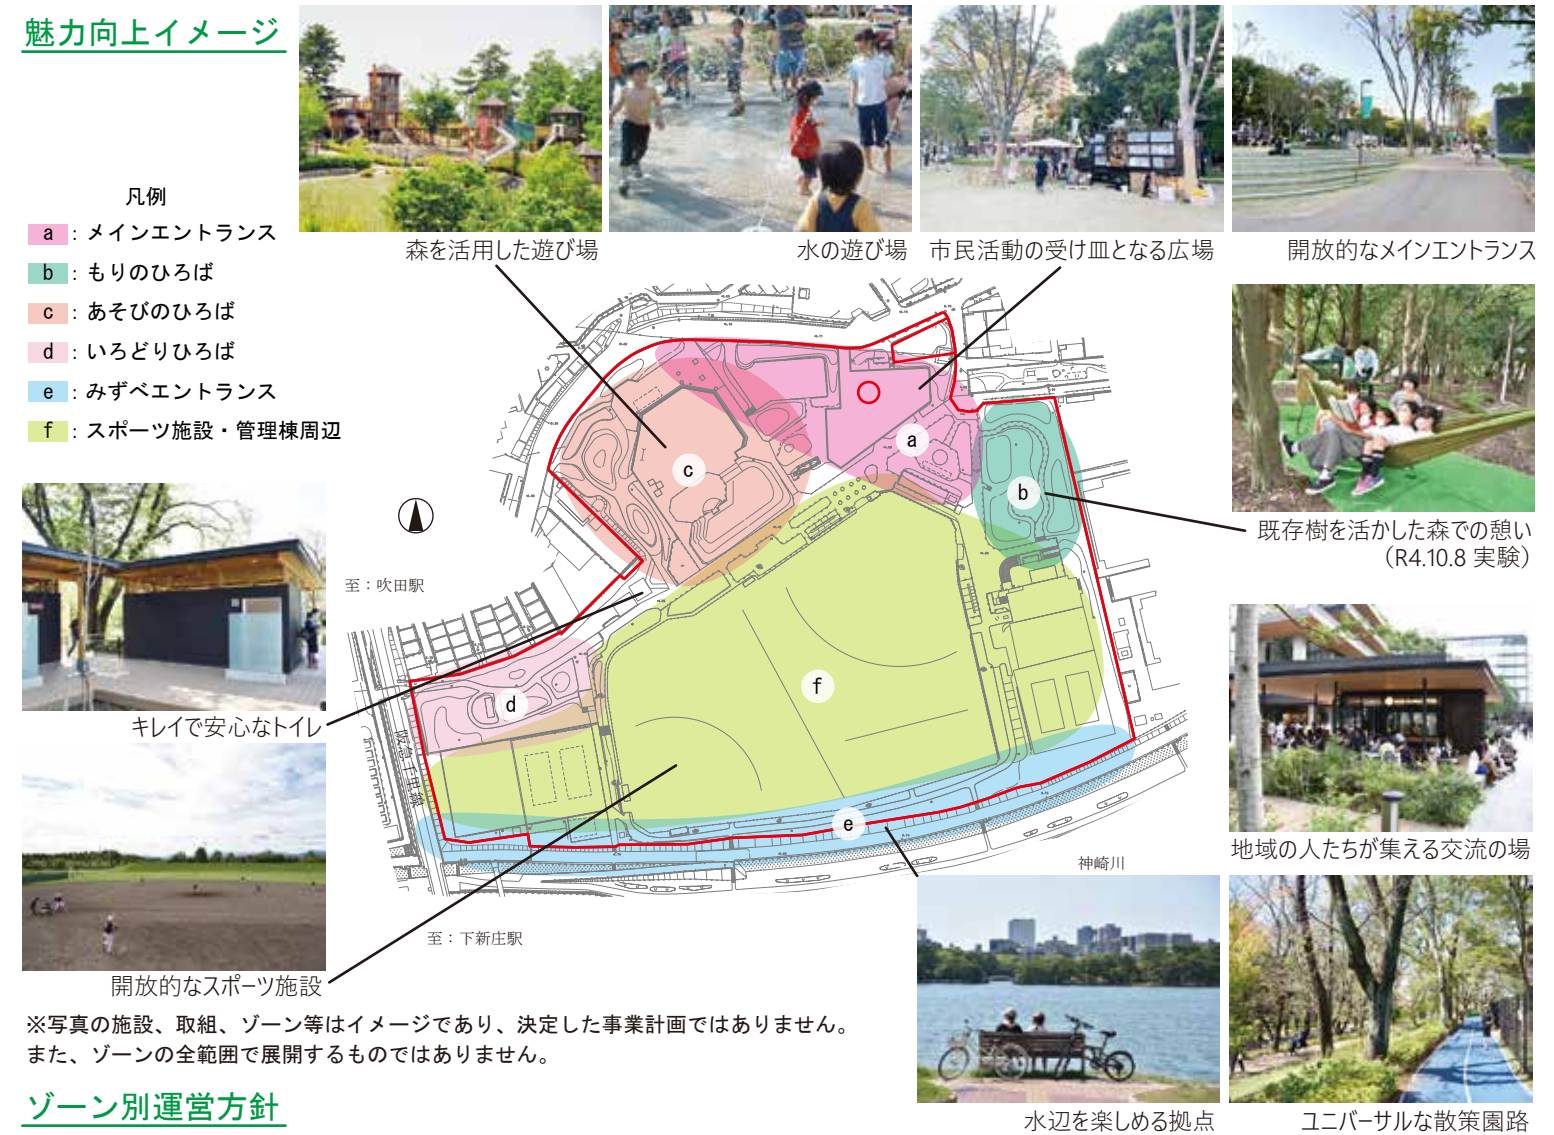 魅力向上イメージ
凡例
a : メインエントランス
b : もりのひろば
c : あそびのひろば
d : いろどりひろば
e : みずべエントランス
f : スポーツ施設・管理棟周辺
森を活用した遊び場
水の遊び場
市民活動の受け皿となる広場
開放的なメインエントランス
a
b
c
d
e
f
既存樹を活かした森での憩い
（R4.10.8 実験）
至：吹田駅
キレイで安心なトイレ
阪急千里線
地域の人たちが集える交流の場
神崎川
至：下新庄駅
開放的なスポーツ施設
※写真の施設、取組、ゾーン等はイメージであり、決定した事業計画ではありません。
また、ゾーンの全範囲で展開するものではありません。
ゾーン別運営方針
水辺を楽しめる拠点
ユニバーサルな散策園路